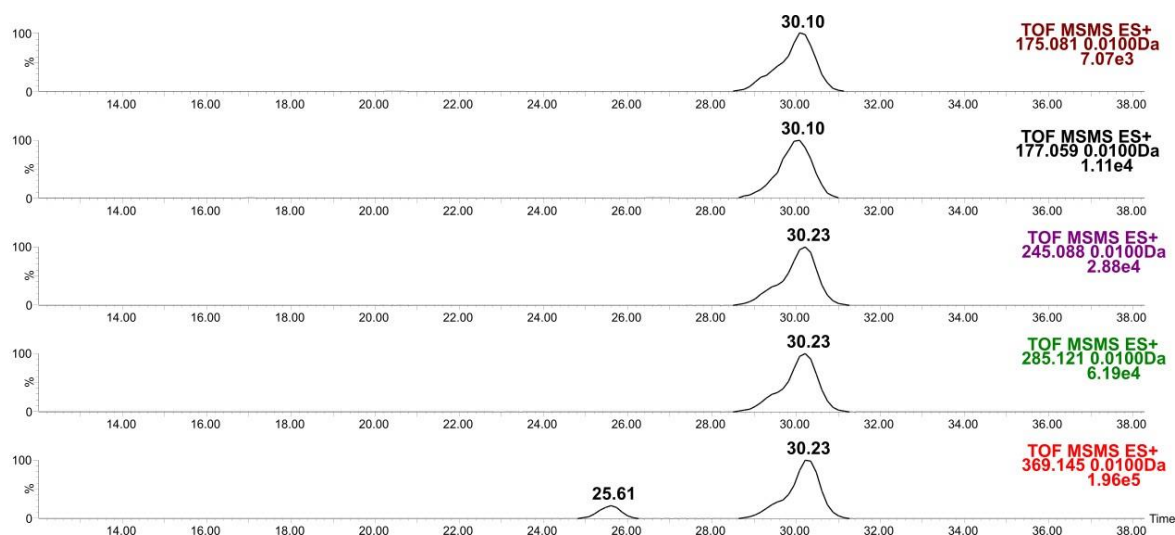 30.10
TOF MSMS ES+
175.081 0.0100Da
7.07e3
100
%
0
14.00 16.00 18.00 20.00 22.00 24.00 26.00 28.00 30.00 32.00 34.00 36.00 38.00
30.10
TOF MSMS ES+
177.059 0.0100Da
1.11e4
100
%
0
14.00 16.00 18.00 20.00 22.00 24.00 26.00 28.00 30.00 32.00 34.00 36.00 38.00
30.23
TOF MSMS ES+
245.088 0.0100Da
2.88e4
100
%
0
14.00 16.00 18.00 20.00 22.00 24.00 26.00 28.00 30.00 32.00 34.00 36.00 38.00
30.23
TOF MSMS ES+
285.121 0.0100Da
6.19e4
100
%
0
14.00 16.00 18.00 20.00 22.00 24.00 26.00 28.00 30.00 32.00 34.00 36.00 38.00
30.23
TOF MSMS ES+
369.145 0.0100Da
1.96e5
100
%
25.61
0
Time
14.00 16.00 18.00 20.00 22.00 24.00 26.00 28.00 30.00 32.00 34.00 36.00 38.00